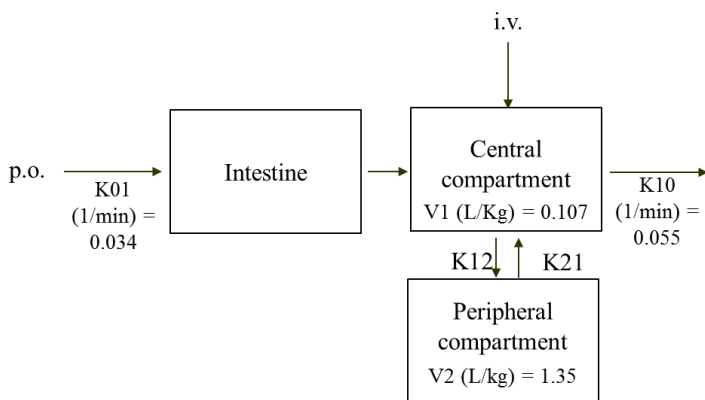 i.v.
p.o.
K01
(1/min) =
0.034
Intestine
Central
compartment
V1 (L/Kg) = 0.107
K10
(1/min) =
0.055
K12
K21
Peripheral
compartment
V2 (L/kg) = 1.35